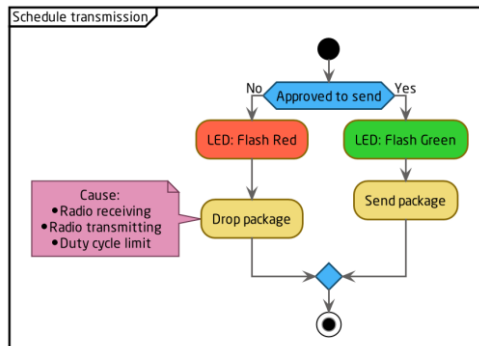 Schedule transmission
Approved to send
No
Yes
LED: Flash Red
LED: Flash Green
Cause:
•Radio receiving
•Radio transmitting
•Duty cycle limit
Drop package
Send package